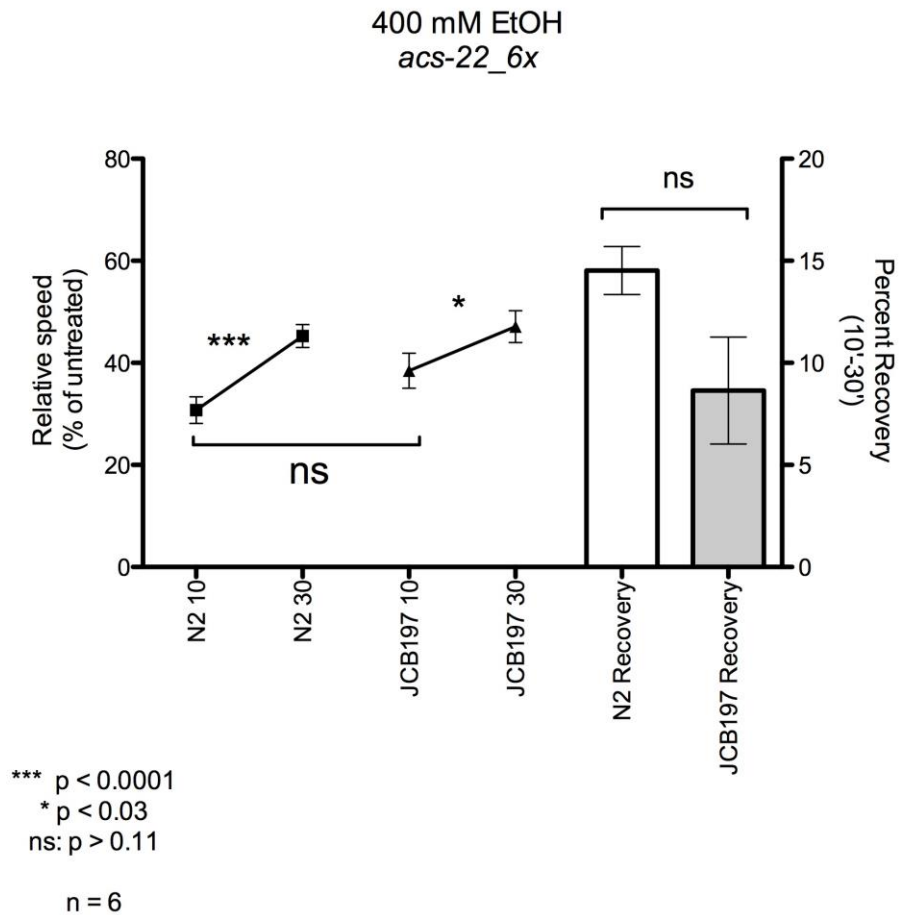 400 mM EtOH
acs-22_6x
Relative speed
(% of untreated)
80
60
40
20
0
***
ns
*
ns
20
15
10
5
0
Percent Recovery
(10'-30')
N2 10
N2 30
JCB197 10
JCB197 30
N2 Recovery
JCB197 Recovery
*** p < 0.0001
* p < 0.03
ns: p > 0.11
n = 6